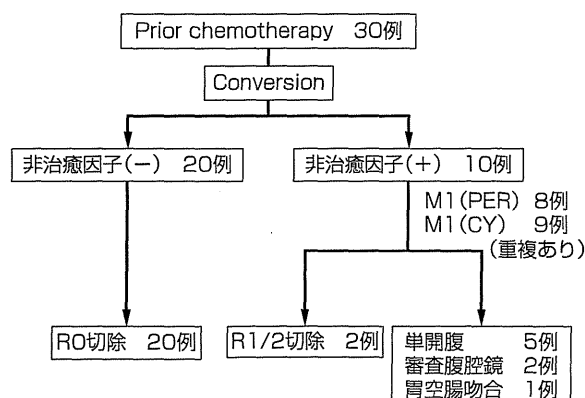 Prior chemotherapy 30例
Conversion
非治癒因子(−) 20例
非治癒因子(+) 10例
M1(PER) 8例
M1(CY) 9例
(重複あり)
R0切除 20例
R1/2切除 2例
単開腹 5例
審査腹腔鏡 2例
胃空腸吻合 1例